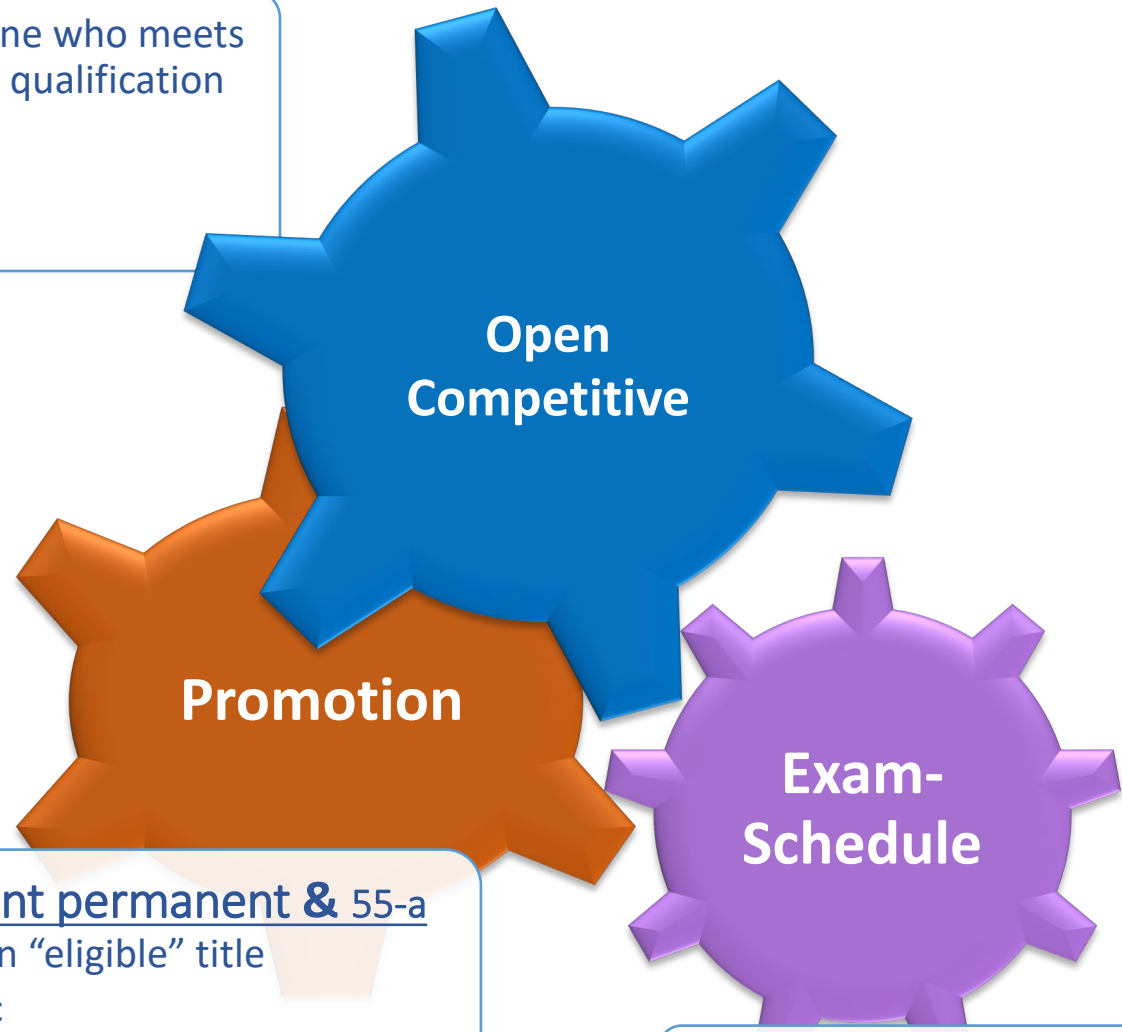 ne who meets
qualification
Open
Competitive
Promotion
Exam-
Schedule
nt permanent & 55-a
n “eligible” title